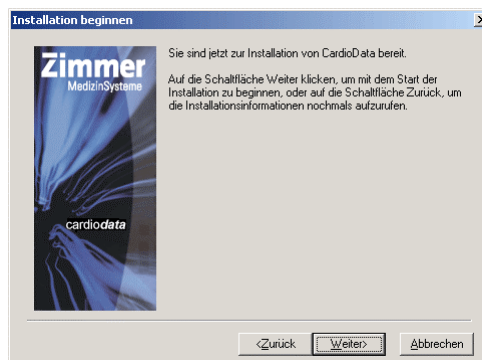 Installation beginnen
Zimmer
MedizinSysteme
cardiodata
Sie sind jetzt zur Installation von CardioData bereit.
Auf die Schaltfläche Weiter klicken, um mit dem Start der
Installation zu beginnen, oder auf die Schaltfläche Zurück, um
die Installationsinformationen nochmals aufzurufen.
<Zurück Weiter> Abbrechen